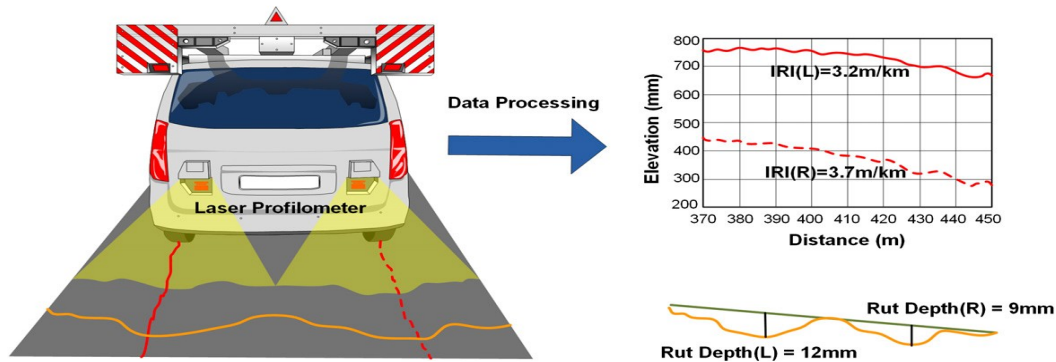 Data Processing
Laser Profilometer
Elevation (mm)
800
700
600
500
400
300
200
IRI(L)=3.2m/km
IRI(R)=3.7m/km
370 380 390 400 410 420 430 440 450
Distance (m)
Rut Depth(R) = 9mm
Rut Depth(L) = 12mm